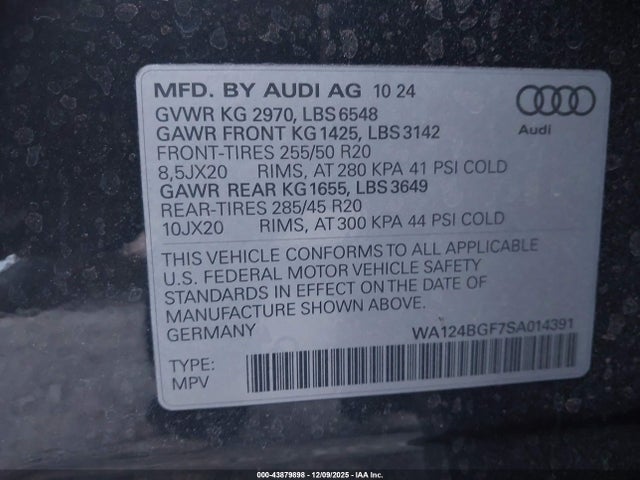 MFD. BY AUDI AG 10 24
GVWR KG 2970, LBS 6548
GAWR FRONT KG 1425, LBS 3142
FRONT-TIRES 255/50 R20
8,5JX20 RIMS, AT 280 KPA 41 PSI COLD
GAWR REAR KG 1655, LBS 3649
REAR-TIRES 285/45 R20
10JX20 RIMS, AT 300 KPA 44 PSI COLD
Audi
THIS VEHICLE CONFORMS TO ALL APPLICABLE
U.S. FEDERAL MOTOR VEHICLE SAFETY
STANDARDS IN EFFECT ON THE DATE OF
MANUFACTURE SHOWN ABOVE.
GERMANY WA124BGF7SA014391
TYPE:
MPV
000-43879898 - 12/09/2025 - IAA Inc.